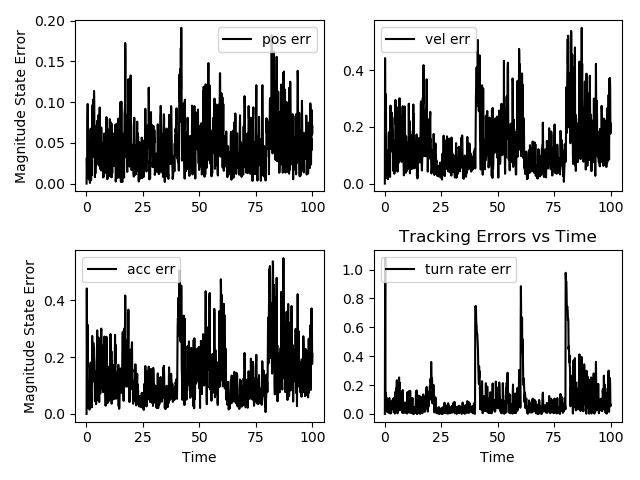 0.20
0.15
0.10
0.05
0.00
Magnitude State Error
pos err
0 25 50 75 100
0.4
0.2
0.0
vel err
0 25 50 75 100
0.4
0.2
0.0
Magnitude State Error
acc err
0 25 50 75 100
Time
Tracking Errors vs Time
1.0
0.8
0.6
0.4
0.2
0.0
turn rate err
0 25 50 75 100
Time